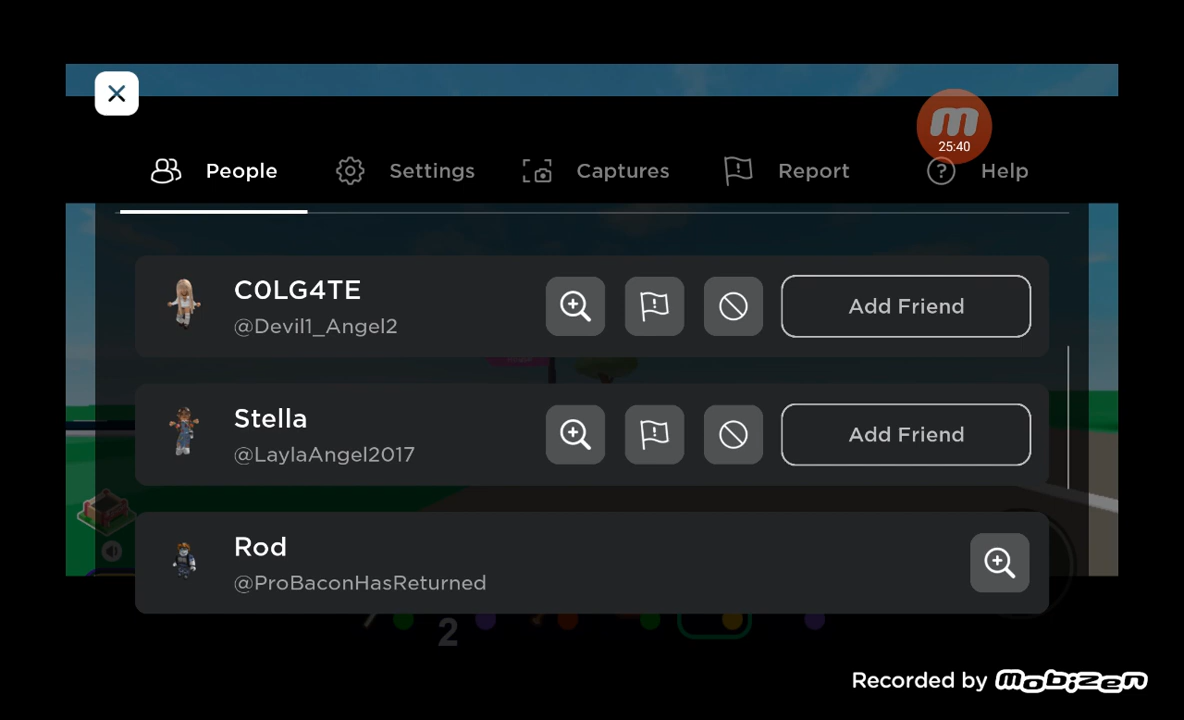 m
25:40
People
Settings
Captures
Report
Help
C0LG4TE
@Devil1_Angel2
Add Friend
Stella
@LaylaAngel2017
Add Friend
Rod
@ProBaconHasReturned
2
Recorded by mobizen